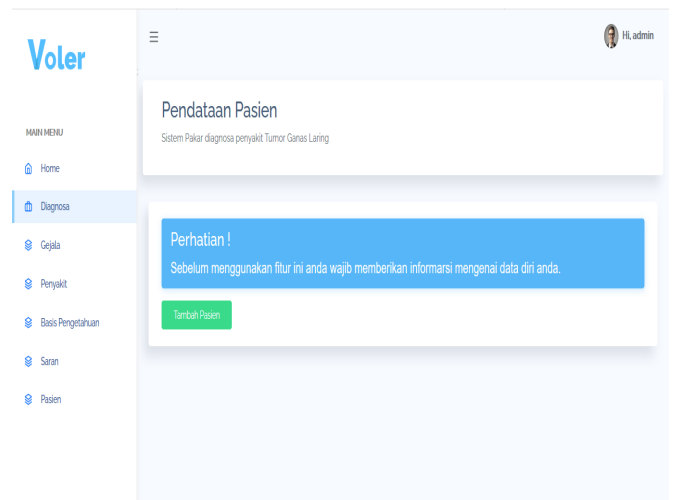 Voler
Hi, admin
MAIN MENU
Home
Diagnosa
Gejala
Penyakit
Basis Pengetahuan
Saran
Pasien
Pendataan Pasien
Sistem Pakar diagnosa penyakit Tumor Ganas Laring
Perhatian !
Sebelum menggunakan fitur ini anda wajib memberikan informarsi mengenai data diri anda.
Tambah Pasien